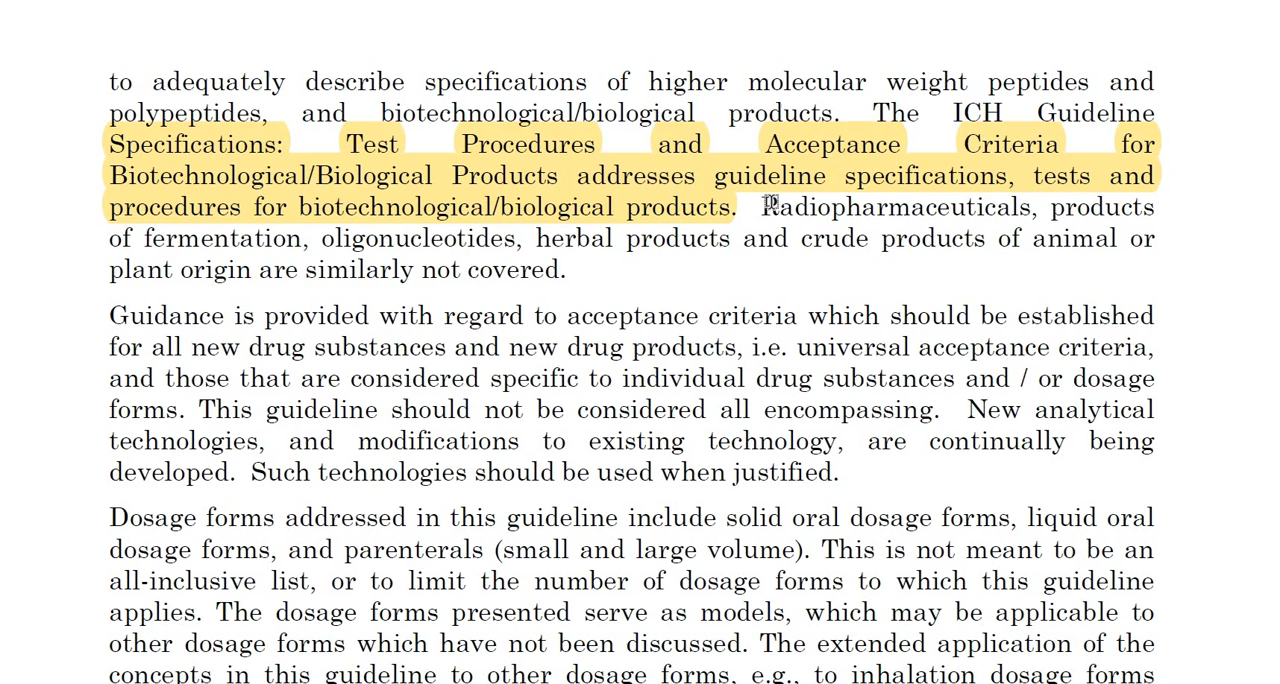 to adequately describe specifications of higher molecular weight peptides and
polypeptides, and biotechnological/biological products. The ICH Guideline
Specifications: Test Procedures and Acceptance Criteria for
Biotechnological/Biological Products addresses guideline specifications, tests and
procedures for biotechnological/biological products. Radiopharmaceuticals, products
of fermentation, oligonucleotides, herbal products and crude products of animal or
plant origin are similarly not covered.
Guidance is provided with regard to acceptance criteria which should be established
for all new drug substances and new drug products, i.e. universal acceptance criteria,
and those that are considered specific to individual drug substances and / or dosage
forms. This guideline should not be considered all encompassing. New analytical
technologies, and modifications to existing technology, are continually being
developed. Such technologies should be used when justified.
Dosage forms addressed in this guideline include solid oral dosage forms, liquid oral
dosage forms, and parenterals (small and large volume). This is not meant to be an
all-inclusive list, or to limit the number of dosage forms to which this guideline
applies. The dosage forms presented serve as models, which may be applicable to
other dosage forms which have not been discussed. The extended application of the
concepts in this guideline to other dosage forms, e.g., to inhalation dosage forms